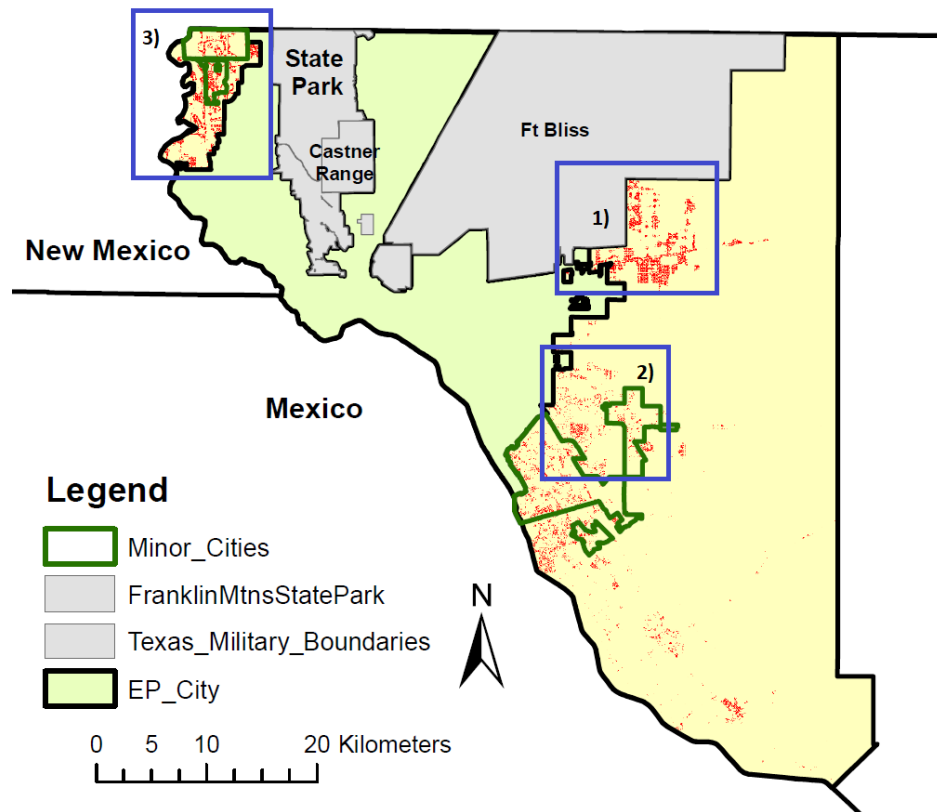 3)
State
Park
Ft Bliss
Castner
Range
1)
New Mexico
2)
Mexico
Legend
Minor_Cities
FranklinMtnsStatePark
Texas_Military_Boundaries
EP_City
N
0 5 10 20 Kilometers